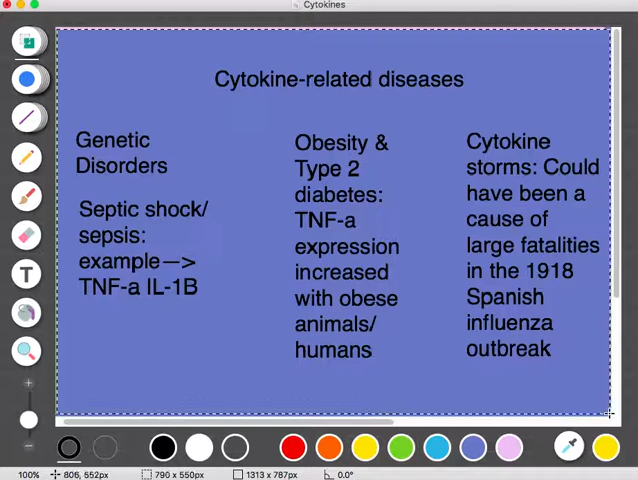 Cytokines
Cytokine-related diseases
Genetic
Disorders
Septic shock/
sepsis:
example—>
TNF-a IL-1B
Obesity &
Type 2
diabetes:
TNF-a
expression
increased
with obese
animals/
humans
Cytokine
storms: Could
have been a
cause of
large fatalities
in the 1918
Spanish
influenza
outbreak
T
100%
806, 552px
790 x 550px
1313 x 787px
0.0°